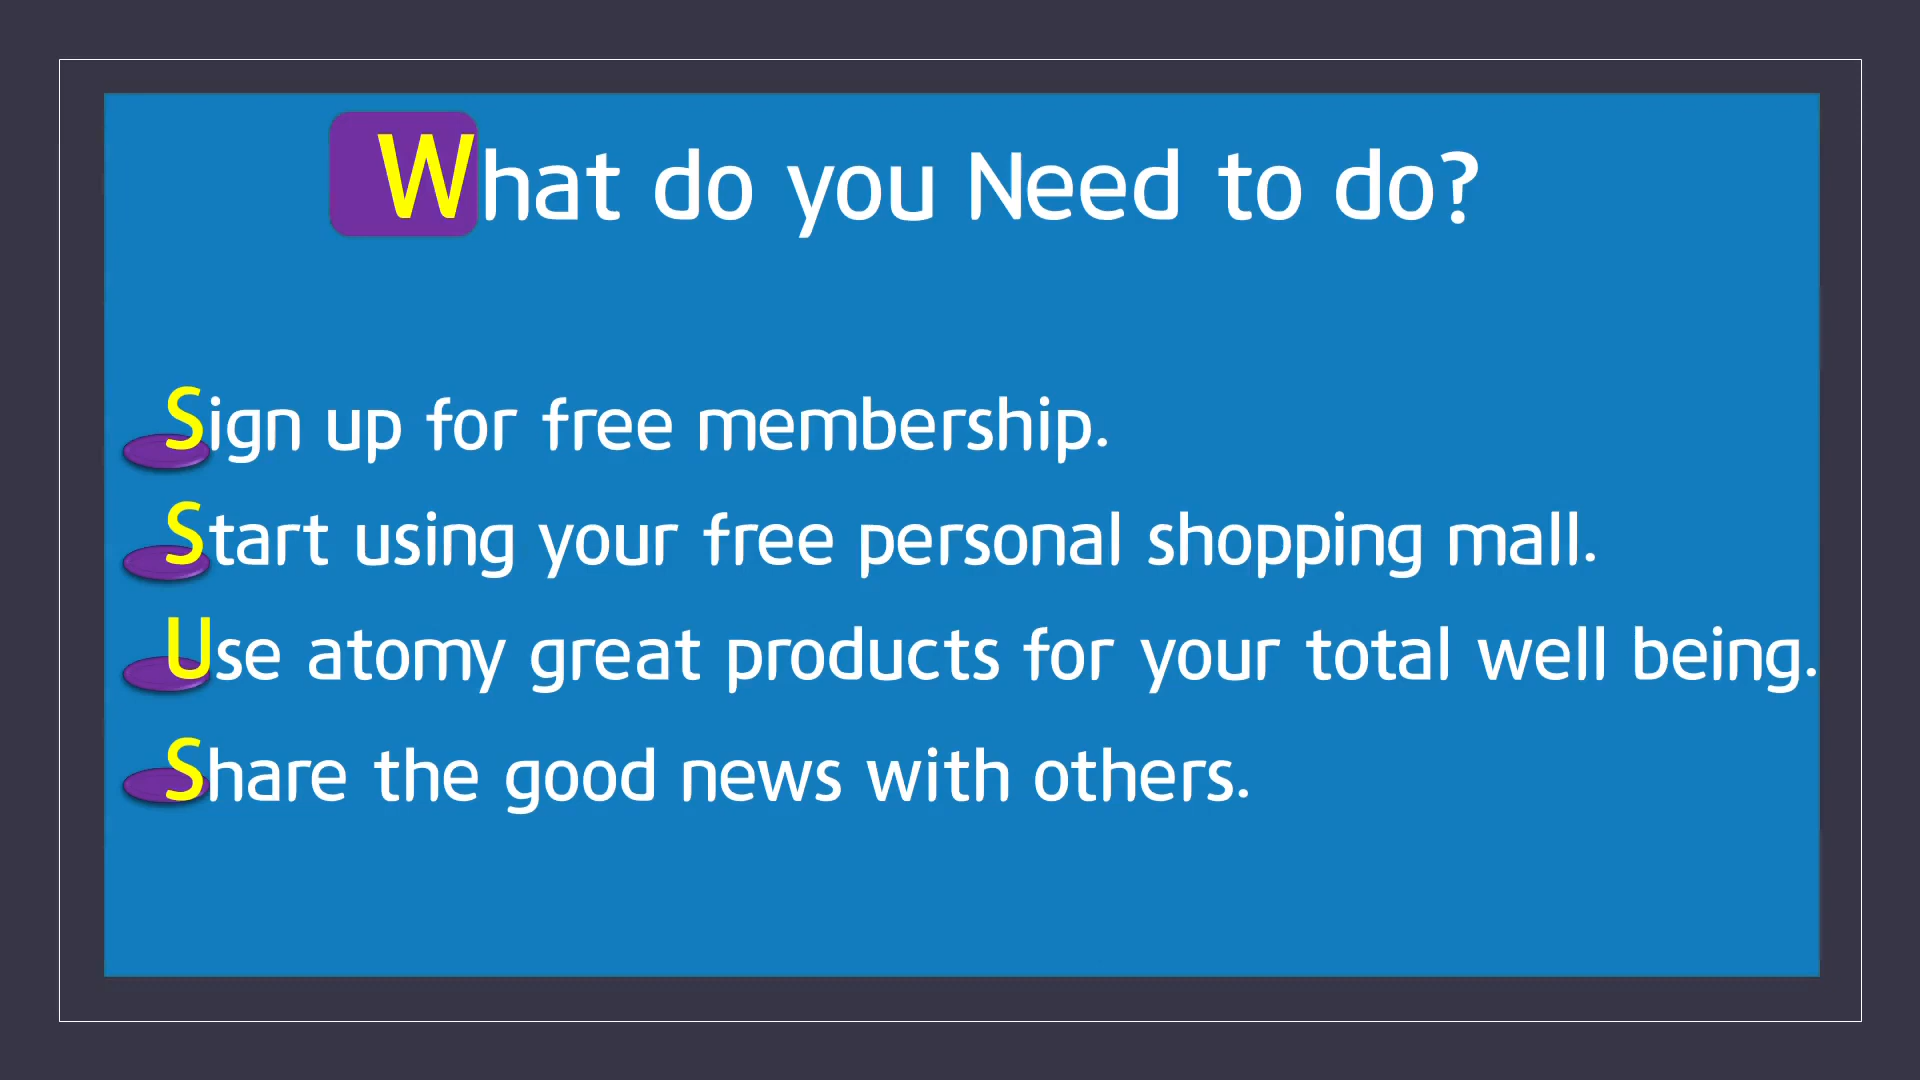 What do you Need to do?
Sign up for free membership.
Start using your free personal shopping mall.
Use atomy great products for your total well being.
Share the good news with others.